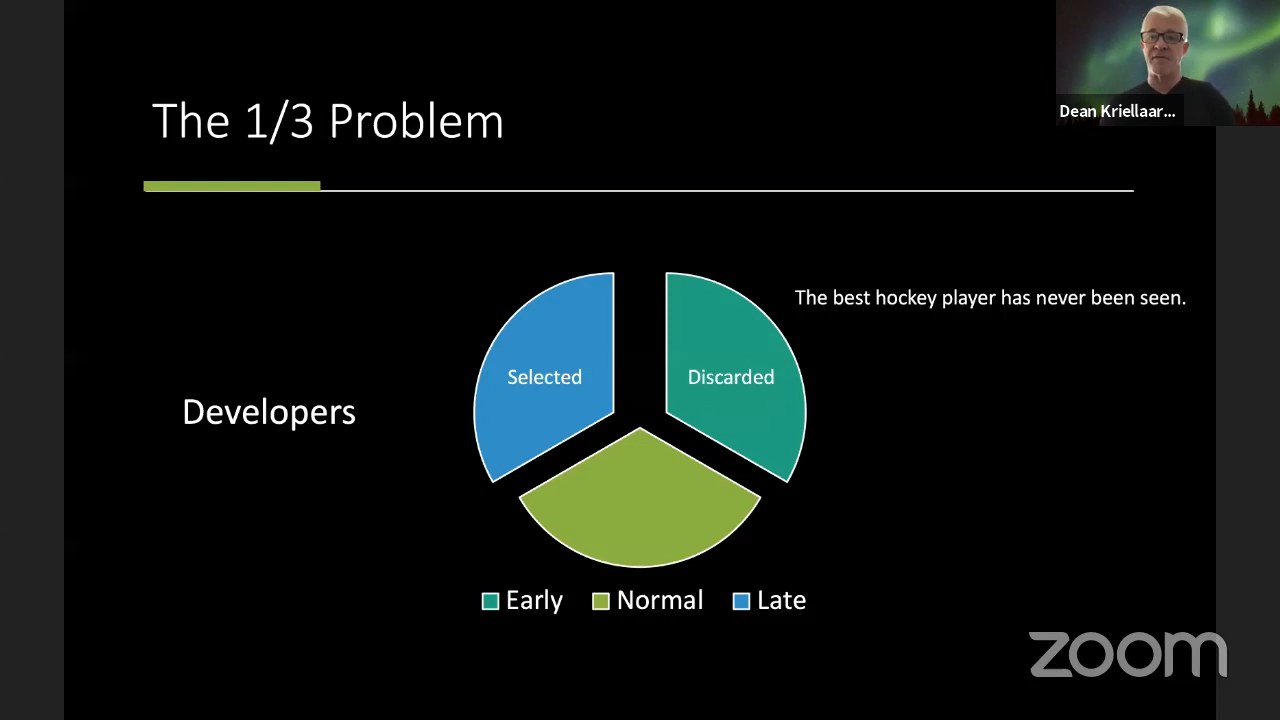 The 1/3 Problem
Dean Kriellaar...
The best hockey player has never been seen.
Selected
Discarded
Developers
Early
Normal
Late
zoom